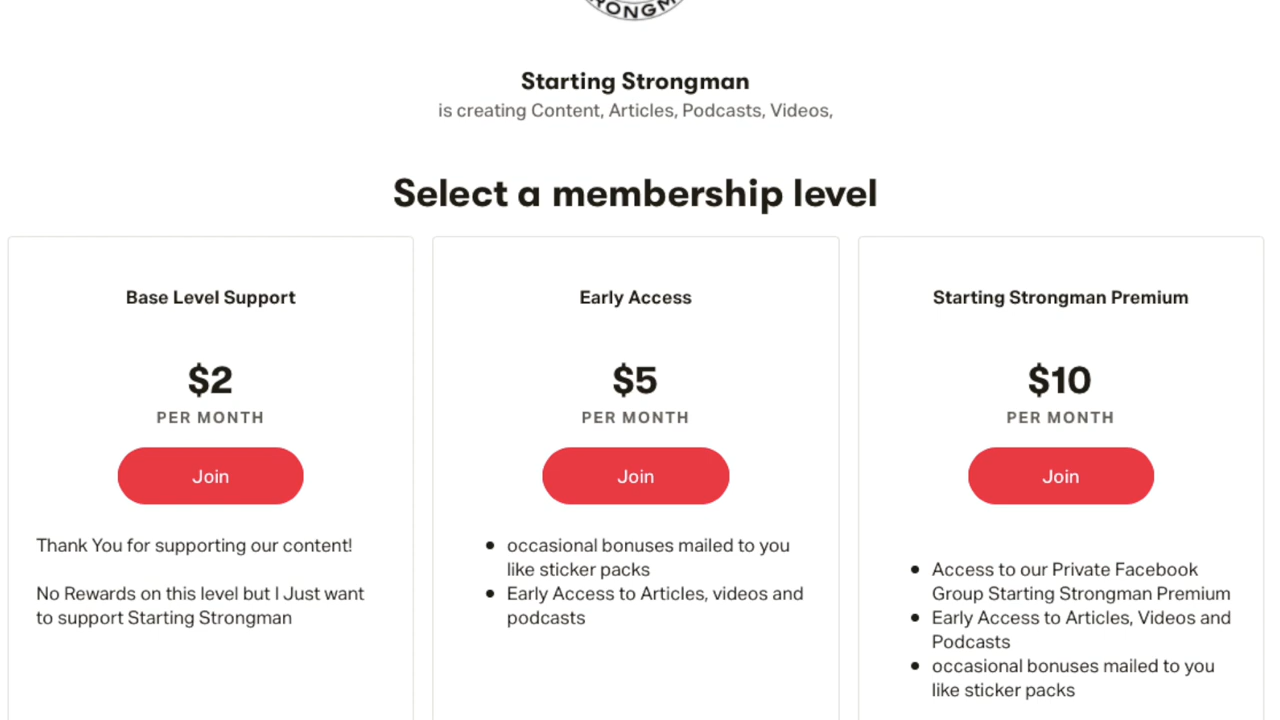 RONGM
Starting Strongman
is creating Content, Articles, Podcasts, Videos,
Select a membership level
Base Level Support
$2
PER MONTH
Join
Thank You for supporting our content!
No Rewards on this level but I Just want
to support Starting Strongman
Early Access
$5
PER MONTH
Join
• occasional bonuses mailed to you
like sticker packs
• Early Access to Articles, videos and
podcasts
Starting Strongman Premium
$10
PER MONTH
Join
• Access to our Private Facebook
Group Starting Strongman Premium
• Early Access to Articles, Videos and
Podcasts
• occasional bonuses mailed to you
like sticker packs